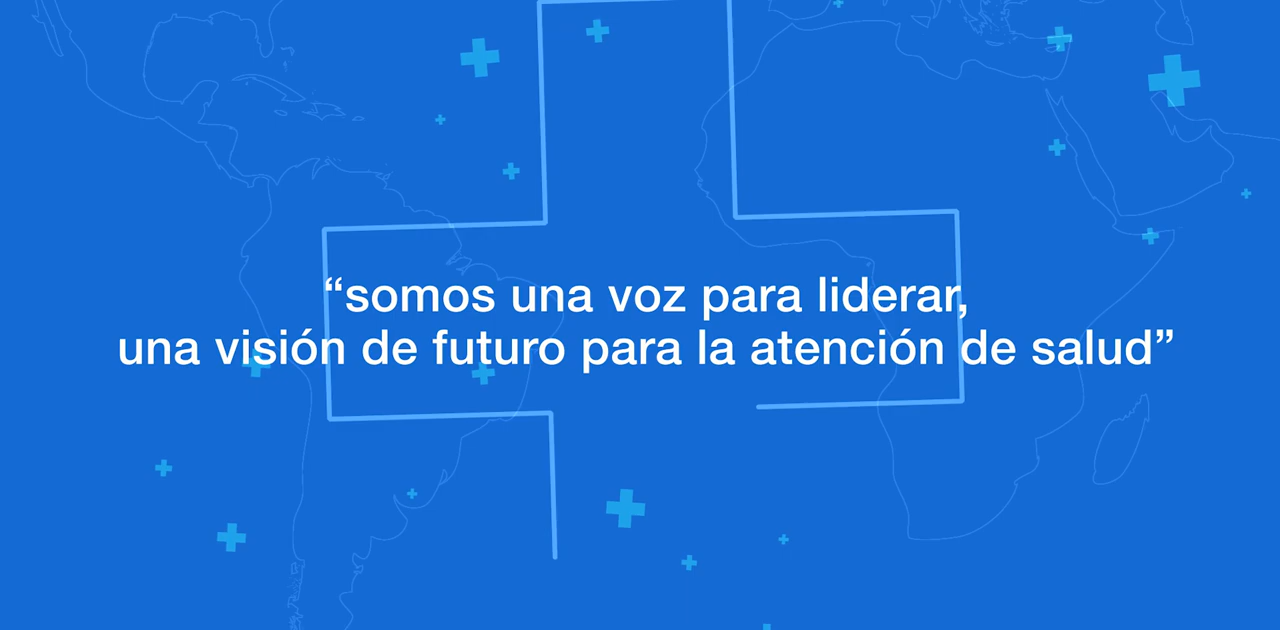 “somos una voz para liderar,
una visión de futuro para la atención de salud”